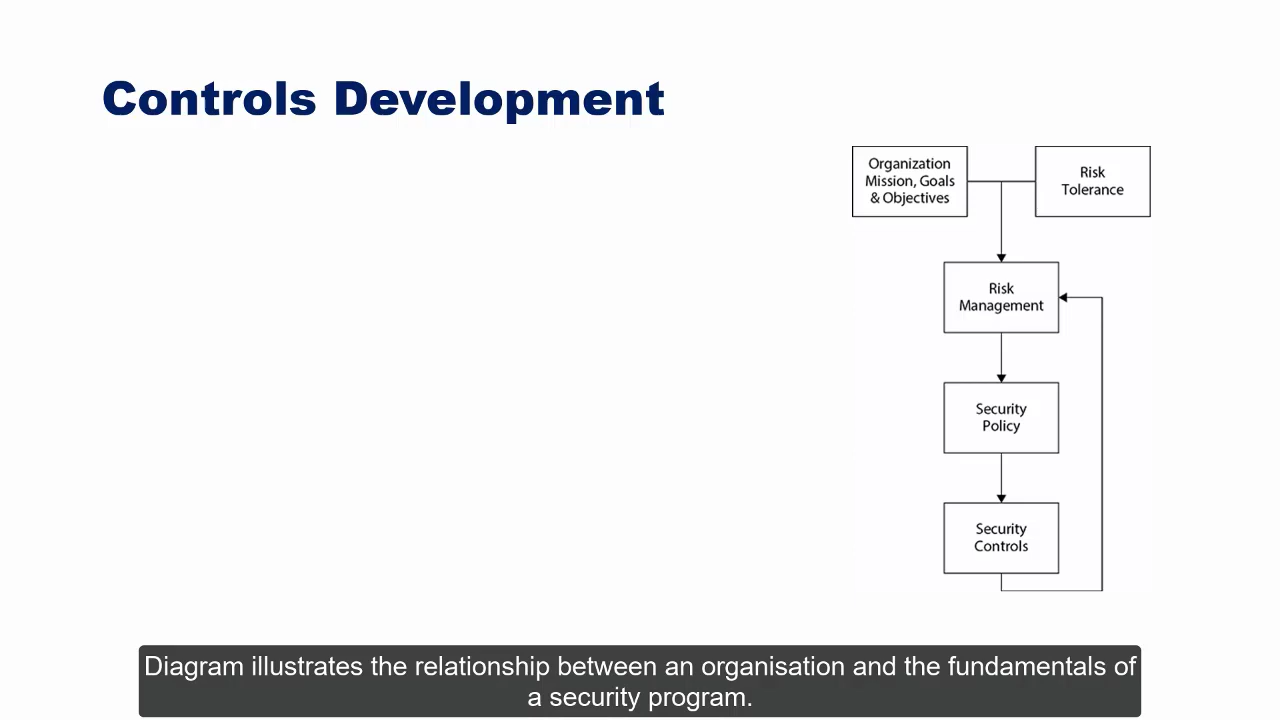 Controls Development
Organization
Mission, Goals
& Objectives
Risk
Tolerance
Risk
Management
Security
Policy
Security
Controls
Diagram illustrates the relationship between an organisation and the fundamentals of
a security program.